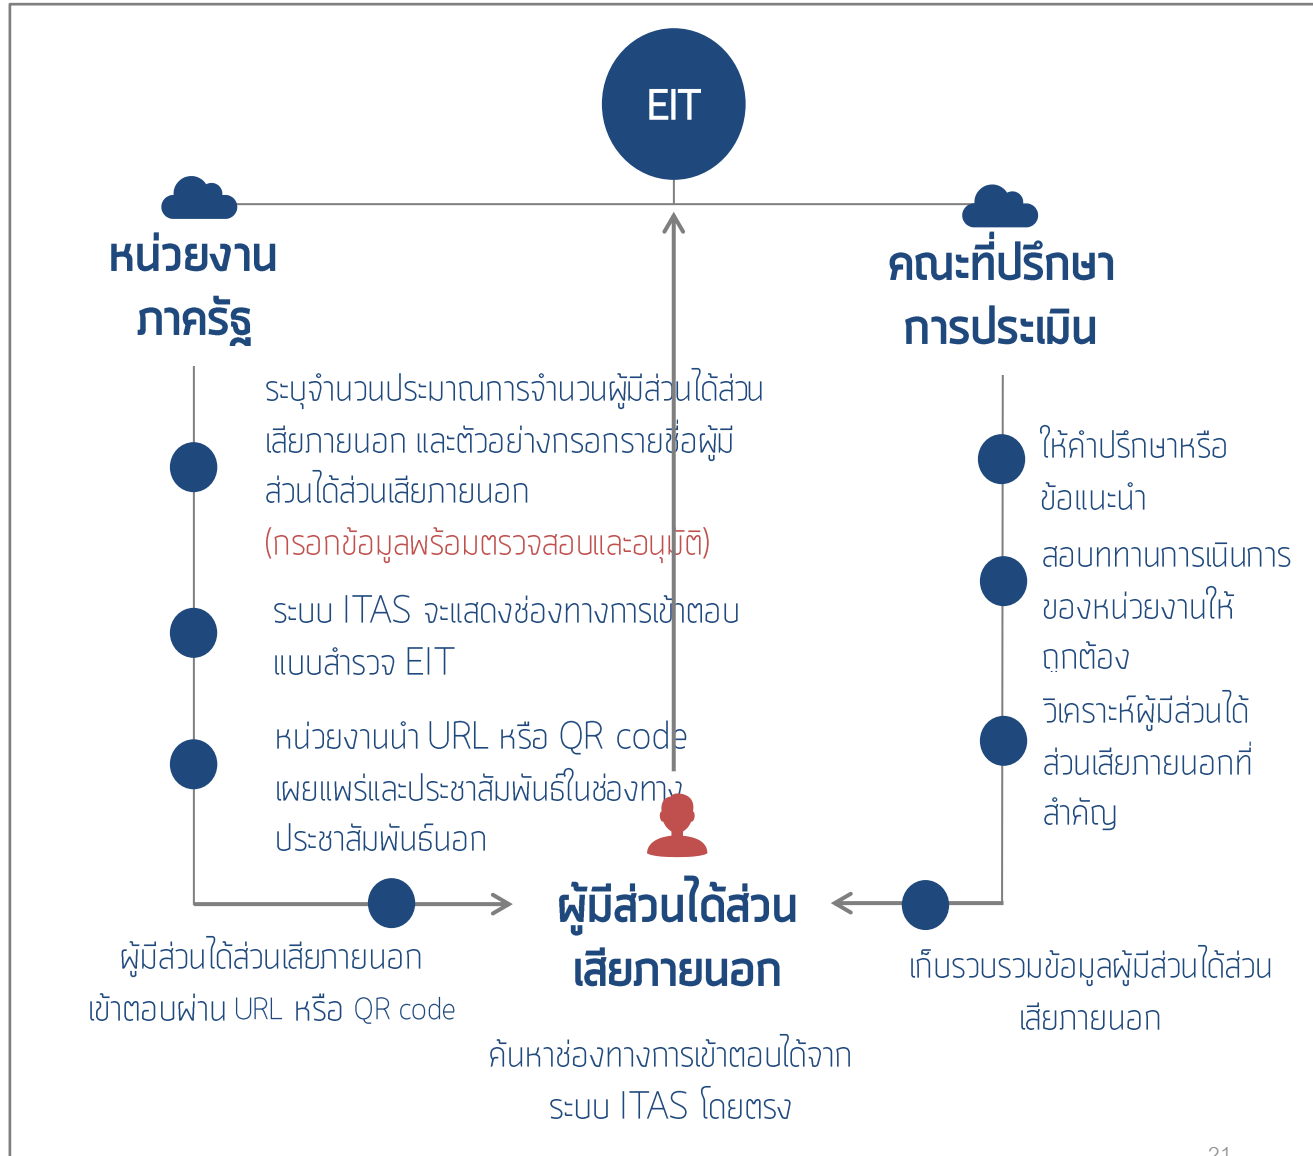 EIT
หน่วยงาน
ภาครัฐ
ระบุจำนวนประมาณการจำนวนผู้มีส่วนได้ส่วน
เสียภายนอก และตัวอย่างกรอกรายชื่อผู้มี
ส่วนได้ส่วนเสียภายนอก
(กรอกข้อมูลพร้อมตรวจสอบและอนุมัติ)
ระบบ ITAS จะแสดงช่องทางการเข้าตอบ
แบบสำรวจ EIT
หน่วยงานนำ URL หรือ QR code
เผยแพร่และประชาสัมพันธ์ในช่องทาง
ประชาสัมพันธ์นอก
ผู้มีส่วนได้ส่วนเสียภายนอก
เข้าตอบผ่าน URL หรือ QR code
คณะที่ปรึกษา
การประเมิน
ให้คำปรึกษาหรือ
ข้อแนะนำ
สอบททานการเนินการ
ของหน่วยงานให้
ถูกต้อง
วิเคราะห์ผู้มีส่วนได้
ส่วนเสียภายนอกที่
สำคัญ
เก็บรวบรวมข้อมูลผู้มีส่วนได้ส่วน
เสียภายนอก
ผู้มีส่วนได้ส่วน
เสียภายนอก
ค้นหาช่องทางการเข้าตอบได้จาก
ระบบ ITAS โดยตรง
21